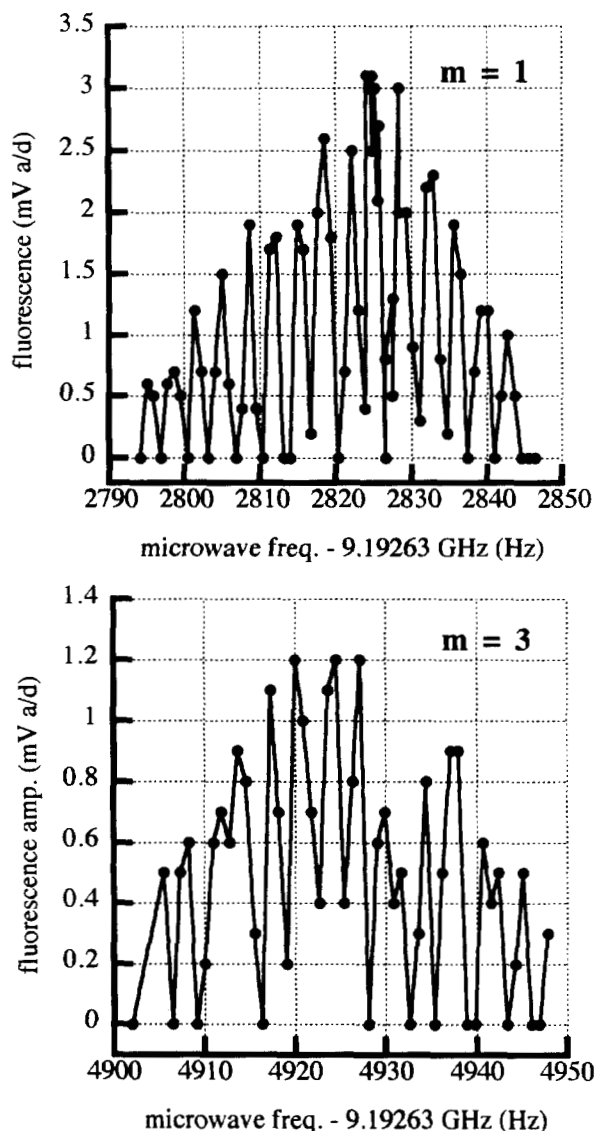 3.5
m = 1
3
2.5
2
1.5
1
0.5
0
fluorescence (mV a/d)
2790 2800 2810 2820 2830 2840 2850
microwave freq. - 9.19263 GHz (Hz)
1.4
m = 3
1.2
1
0.8
0.6
0.4
0.2
0
fluorescence amp. (mV a/d)
4900 4910 4920 4930 4940 4950
microwave freq. - 9.19263 GHz (Hz)